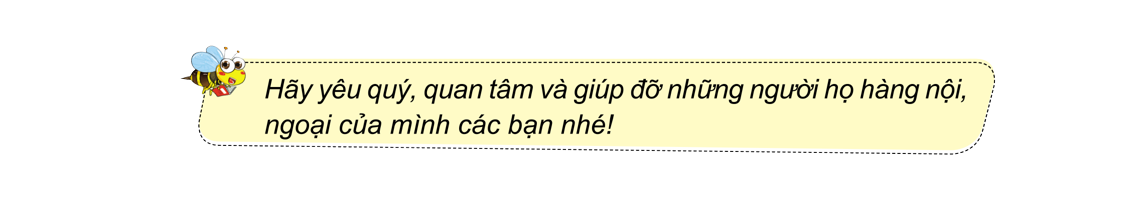 Hãy yêu quý, quan tâm và giúp đỡ những người họ hàng nội,
ngoại của mình các bạn nhé!